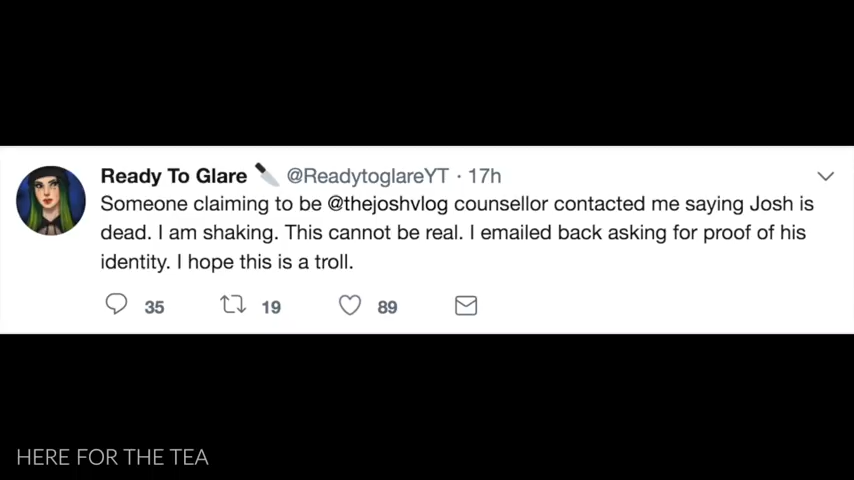 Ready To Glare 🔪 @ReadytoglareYT · 17h
Someone claiming to be @thejoshvlog counsellor contacted me saying Josh is
dead. I am shaking. This cannot be real. I emailed back asking for proof of his
identity. I hope this is a troll.
35 19 89
HERE FOR THE TEA